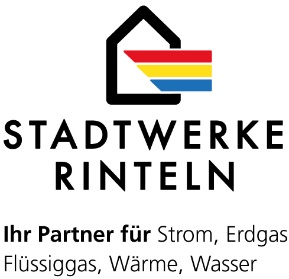 STADTWERKE
RINTELN
Ihr Partner für Strom, Erdgas
Flüssiggas, Wärme, Wasser